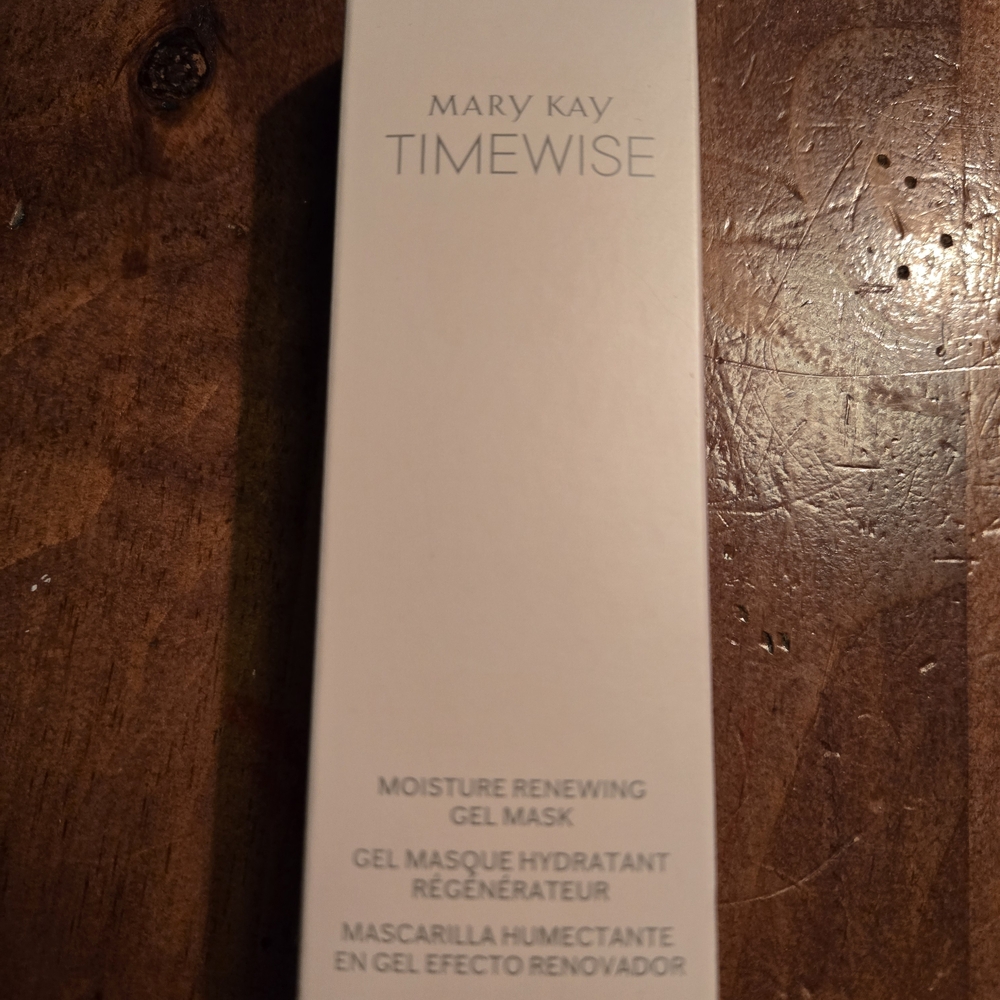 MARY KAY
TIMEWISE
MOISTURE RENEWING
GEL MASK
GEL MASQUE HYDRATANT
RÉGÉNÉRATEUR
MASCARILLA HUMECTANTE
EN GEL EFECTO RENOVADOR